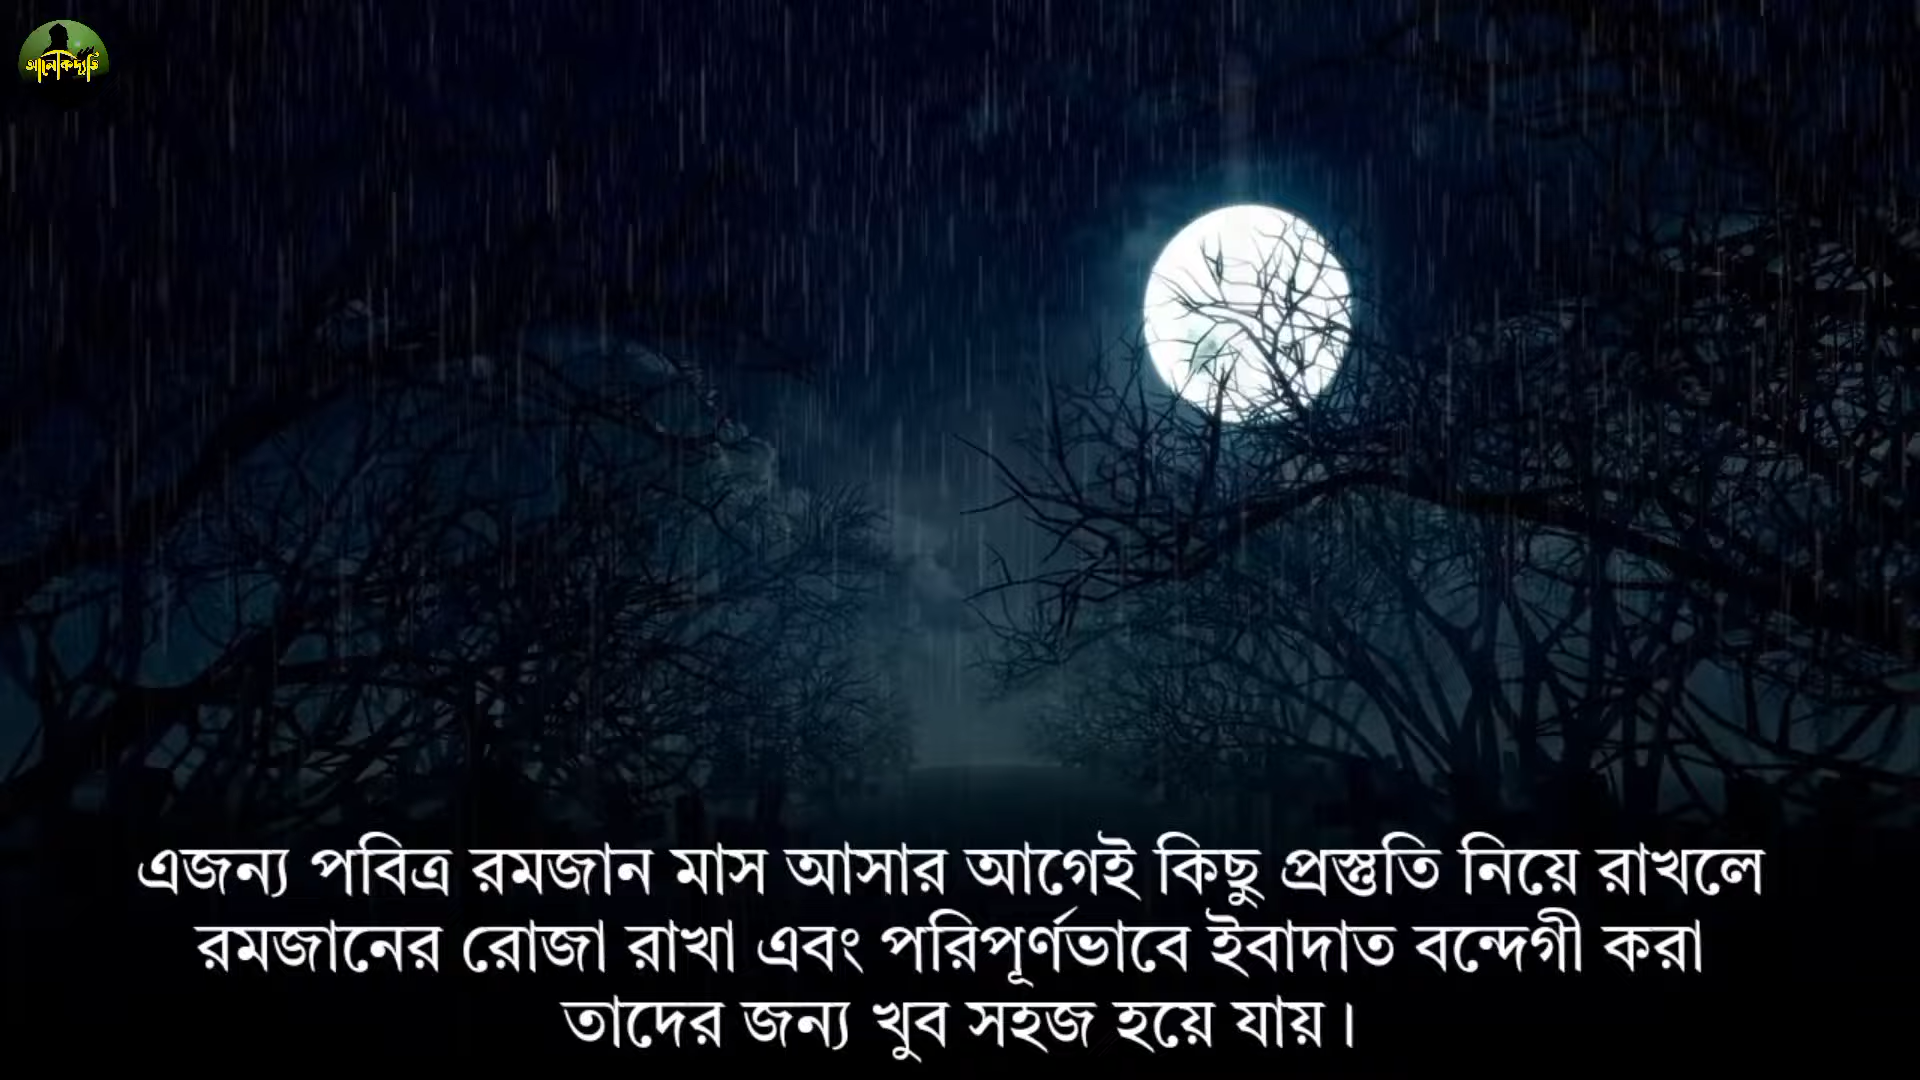 এজন্য পবিত্র রমজান মাস আসার আগেই কিছু প্রস্তুতি নিয়ে রাখলে
রমজানের রোজা রাখা এবং পরিপূর্ণভাবে ইবাদাত বন্দেগী করা
তাদের জন্য খুব সহজ হয়ে যায়।